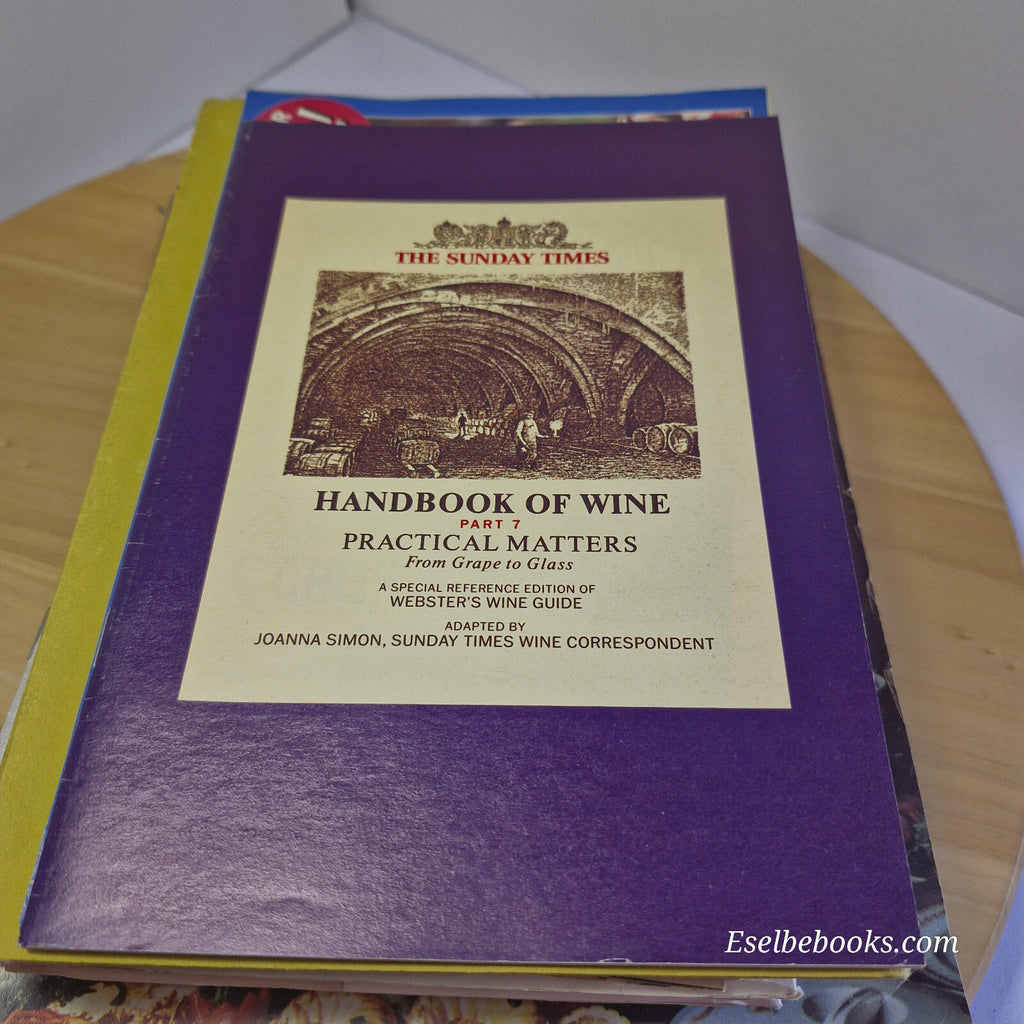 THE SUNDAY TIMES
HANDBOOK OF WINE
PART 7
PRACTICAL MATTERS
From Grape to Glass
A SPECIAL REFERENCE EDITION OF
WEBSTER'S WINE GUIDE
ADAPTED BY
JOANNA SIMON, SUNDAY TIMES WINE CORRESPONDENT
Eselbebooks.com